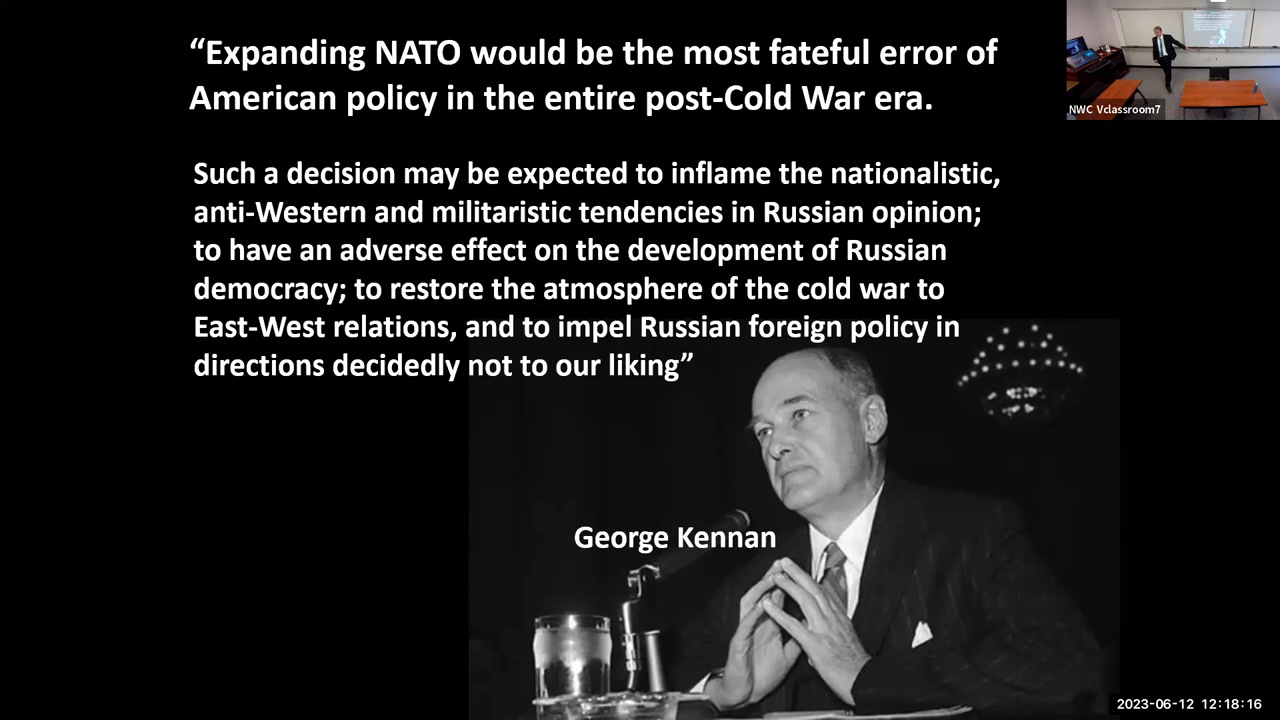 “Expanding NATO would be the most fateful error of
American policy in the entire post-Cold War era.
Such a decision may be expected to inflame the nationalistic,
anti-Western and militaristic tendencies in Russian opinion;
to have an adverse effect on the development of Russian
democracy; to restore the atmosphere of the cold war to
East-West relations, and to impel Russian foreign policy in
directions decidedly not to our liking”
George Kennan
NWC Vclassroom7
2023-06-12 12:18:16